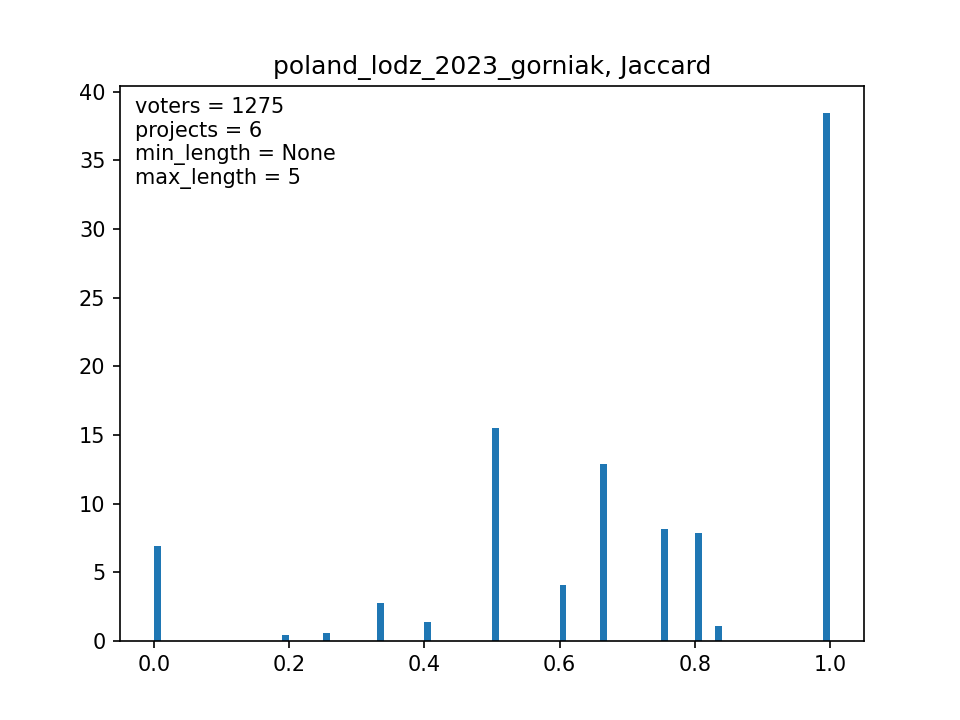 poland_lodz_2023_gorniak, Jaccard
voters = 1275
projects = 6
min_length = None
max_length = 5
40
35
30
25
20
15
10
5
0
0.0 0.2 0.4 0.6 0.8 1.0